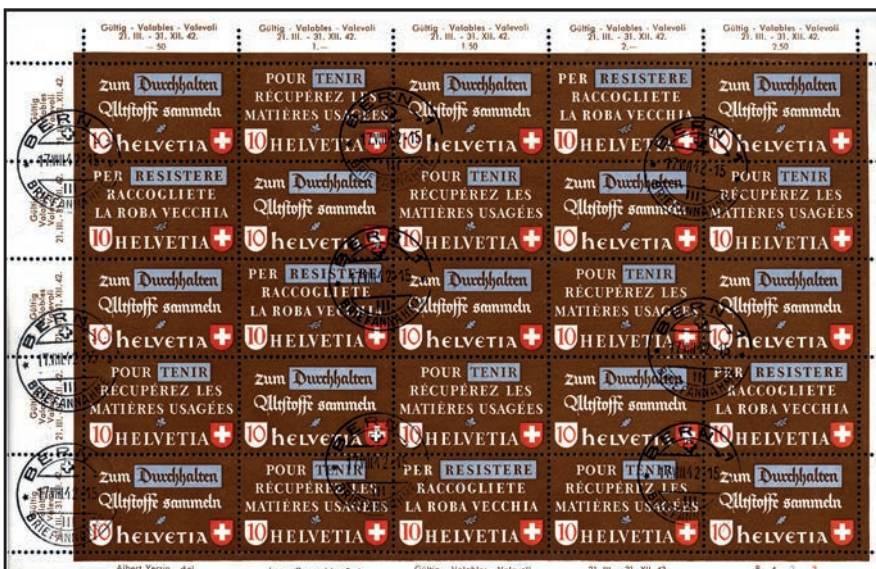 Gültig - Valables - Valevoli
21. III. - 31. XII. 42.
—.50
Gültig - Valables - Valevoli
21. III. - 31. XII. 42.
1.—
Gültig - Valables - Valevoli
21. III. - 31. XII. 42.
1.50
Gültig - Valables - Valevoli
21. III. - 31. XII. 42.
2.—
Gültig - Valables - Valevoli
21. III. - 31. XII. 42.
2.50
zum Durchhalten
Altstoffe sammeln
10 helvetia
POUR TENIR
RÉCUPÉREZ LES
MATIÈRES USAGÉES
10 HELVETIA
zum Durchhalten
Altstoffe sammeln
10 helvetia
PER RESISTERE
RACCOGLIETE
LA ROBA VECCHIA
10 HELVETIA
zum Durchhalten
Altstoffe sammeln
10 helvetia
PER RESISTERE
RACCOGLIETE
LA ROBA VECCHIA
10 HELVETIA
zum Durchhalten
Altstoffe sammeln
10 helvetia
POUR TENIR
RÉCUPÉREZ LES
MATIÈRES USAGÉES
10 HELVETIA
zum Durchhalten
Altstoffe sammeln
10 helvetia
POUR TENIR
RÉCUPÉREZ LES
MATIÈRES USAGÉES
10 HELVETIA
zum Durchhalten
Altstoffe sammeln
10 helvetia
PER RESISTERE
RACCOGLIETE
LA ROBA VECCHIA
10 HELVETIA
zum Durchhalten
Altstoffe sammeln
10 helvetia
POUR TENIR
RÉCUPÉREZ LES
MATIÈRES USAGÉES
10 HELVETIA
zum Durchhalten
Altstoffe sammeln
10 helvetia
POUR TENIR
RÉCUPÉREZ LES
MATIÈRES USAGÉES
10 HELVETIA
zum Durchhalten
Altstoffe sammeln
10 helvetia
POUR TENIR
RÉCUPÉREZ LES
MATIÈRES USAGÉES
10 HELVETIA
zum Durchhalten
Altstoffe sammeln
10 helvetia
PER RESISTERE
RACCOGLIETE
LA ROBA VECCHIA
10 HELVETIA
zum Durchhalten
Altstoffe sammeln
10 helvetia
POUR TENIR
RÉCUPÉREZ LES
MATIÈRES USAGÉES
10 HELVETIA
PER RESISTERE
RACCOGLIETE
LA ROBA VECCHIA
10 HELVETIA
POUR TENIR
RÉCUPÉREZ LES
MATIÈRES USAGÉES
10 HELVETIA
zum Durchhalten
Altstoffe sammeln
10 helvetia
BERN 1
17.VIII.42-15
III
BRIEFANNAHME